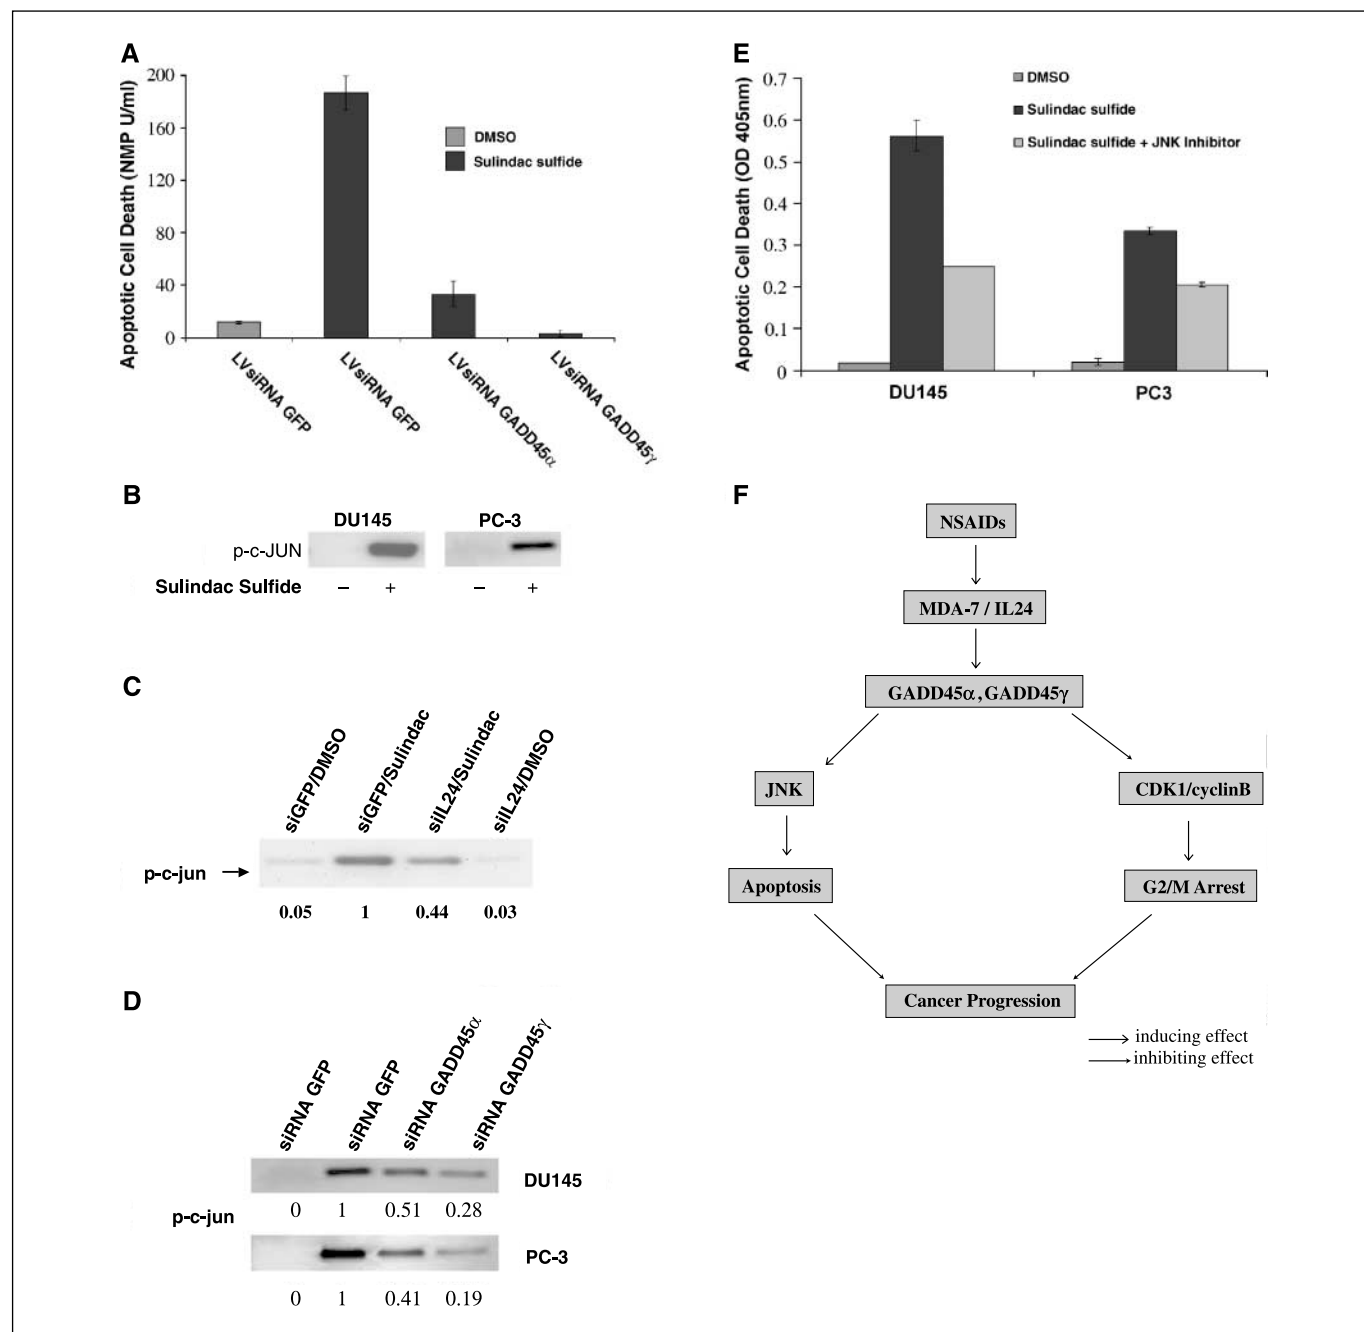 A
Apoptotic Cell Death (NMP U/ml)
200
160
120
80
40
0
DMSO
Sulindac sulfide
LVsiRNA GFP
LVsiRNA GFP
LVsiRNA GADD45α
LVsiRNA GADD45γ
B
DU145 PC-3
p-c-JUN
Sulindac Sulfide − + − +
C
siGFP/DMSO
siGFP/Sulindac
siIL24/Sulindac
siIL24/DMSO
p-c-jun
0.05 1 0.44 0.03
D
siRNA GFP
siRNA GFP
siRNA GADD45α
siRNA GADD45γ
DU145
0 1 0.51 0.28
p-c-jun
PC-3
0 1 0.41 0.19
E
Apoptotic Cell Death (OD 405nm)
0.7
0.6
0.5
0.4
0.3
0.2
0.1
0
DMSO
Sulindac sulfide
Sulindac sulfide + JNK Inhibitor
DU145 PC3
F
NSAIDs
MDA-7 / IL24
GADD45α, GADD45γ
JNK CDK1/cyclinB
Apoptosis G2/M Arrest
Cancer Progression
inducing effect
inhibiting effect